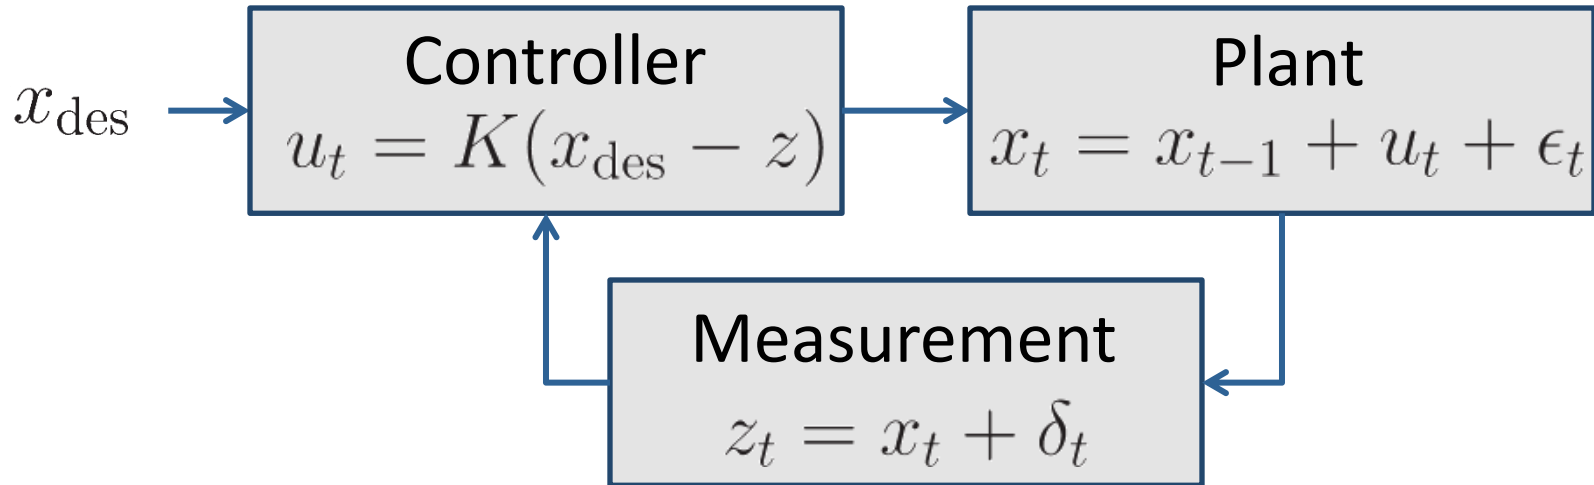 x_des
Controller
u_t = K(x_des − z)
Plant
x_t = x_{t−1} + u_t + ϵ_t
Measurement
z_t = x_t + δ_t